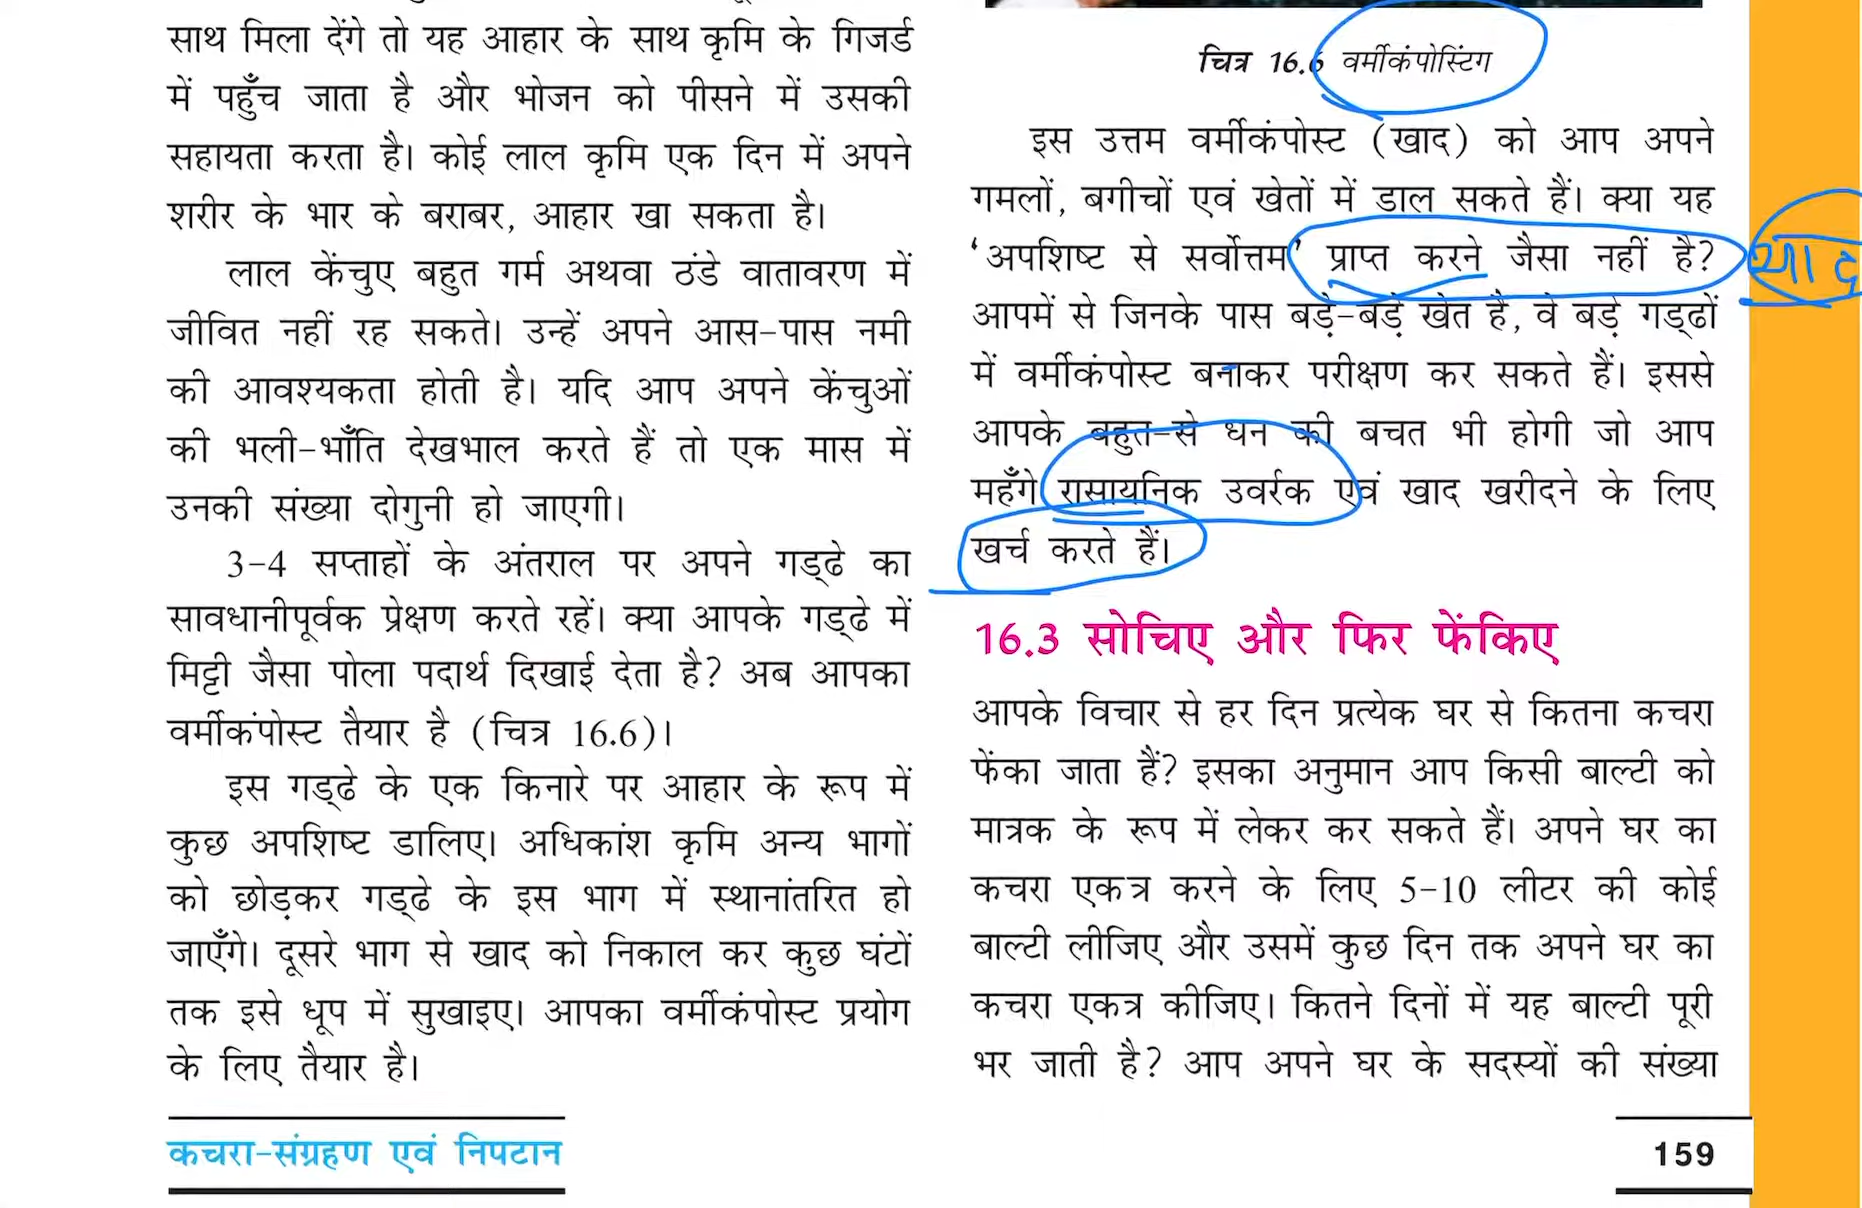 साथ मिला देंगे तो यह आहार के साथ कृमि के गिजर्ड
में पहुँच जाता है और भोजन को पीसने में उसकी
सहायता करता है। कोई लाल कृमि एक दिन में अपने
शरीर के भार के बराबर, आहार खा सकता है।
लाल केंचुए बहुत गर्म अथवा ठंडे वातावरण में
जीवित नहीं रह सकते। उन्हें अपने आस-पास नमी
की आवश्यकता होती है। यदि आप अपने केंचुओं
की भली-भाँति देखभाल करते हैं तो एक मास में
उनकी संख्या दोगुनी हो जाएगी।
3-4 सप्ताहों के अंतराल पर अपने गड्ढे का
सावधानीपूर्वक प्रेक्षण करते रहें। क्या आपके गड्ढे में
मिट्टी जैसा पोला पदार्थ दिखाई देता है? अब आपका
वर्मीकंपोस्ट तैयार है (चित्र 16.6)।
इस गड्ढे के एक किनारे पर आहार के रूप में
कुछ अपशिष्ट डालिए। अधिकांश कृमि अन्य भागों
को छोड़कर गड्ढे के इस भाग में स्थानांतरित हो
जाएँगे। दूसरे भाग से खाद को निकाल कर कुछ घंटों
तक इसे धूप में सुखाइए। आपका वर्मीकंपोस्ट प्रयोग
के लिए तैयार है।
चित्र 16.6 वर्मीकंपोस्टिंग
इस उत्तम वर्मीकंपोस्ट (खाद) को आप अपने
गमलों, बगीचों एवं खेतों में डाल सकते हैं। क्या यह
‘अपशिष्ट से सर्वोत्तम’ प्राप्त करने जैसा नहीं है?
याद
आपमें से जिनके पास बड़े-बड़े खेत है, वे बड़े गड्ढों
में वर्मीकंपोस्ट बनाकर परीक्षण कर सकते हैं। इससे
आपके बहुत-से धन की बचत भी होगी जो आप
महँगे रासायनिक उवर्रक एवं खाद खरीदने के लिए
खर्च करते हैं।
16.3 सोचिए और फिर फेंकिए
आपके विचार से हर दिन प्रत्येक घर से कितना कचरा
फेंका जाता हैं? इसका अनुमान आप किसी बाल्टी को
मात्रक के रूप में लेकर कर सकते हैं। अपने घर का
कचरा एकत्र करने के लिए 5-10 लीटर की कोई
बाल्टी लीजिए और उसमें कुछ दिन तक अपने घर का
कचरा एकत्र कीजिए। कितने दिनों में यह बाल्टी पूरी
भर जाती है? आप अपने घर के सदस्यों की संख्या
कचरा-संग्रहण एवं निपटान
159